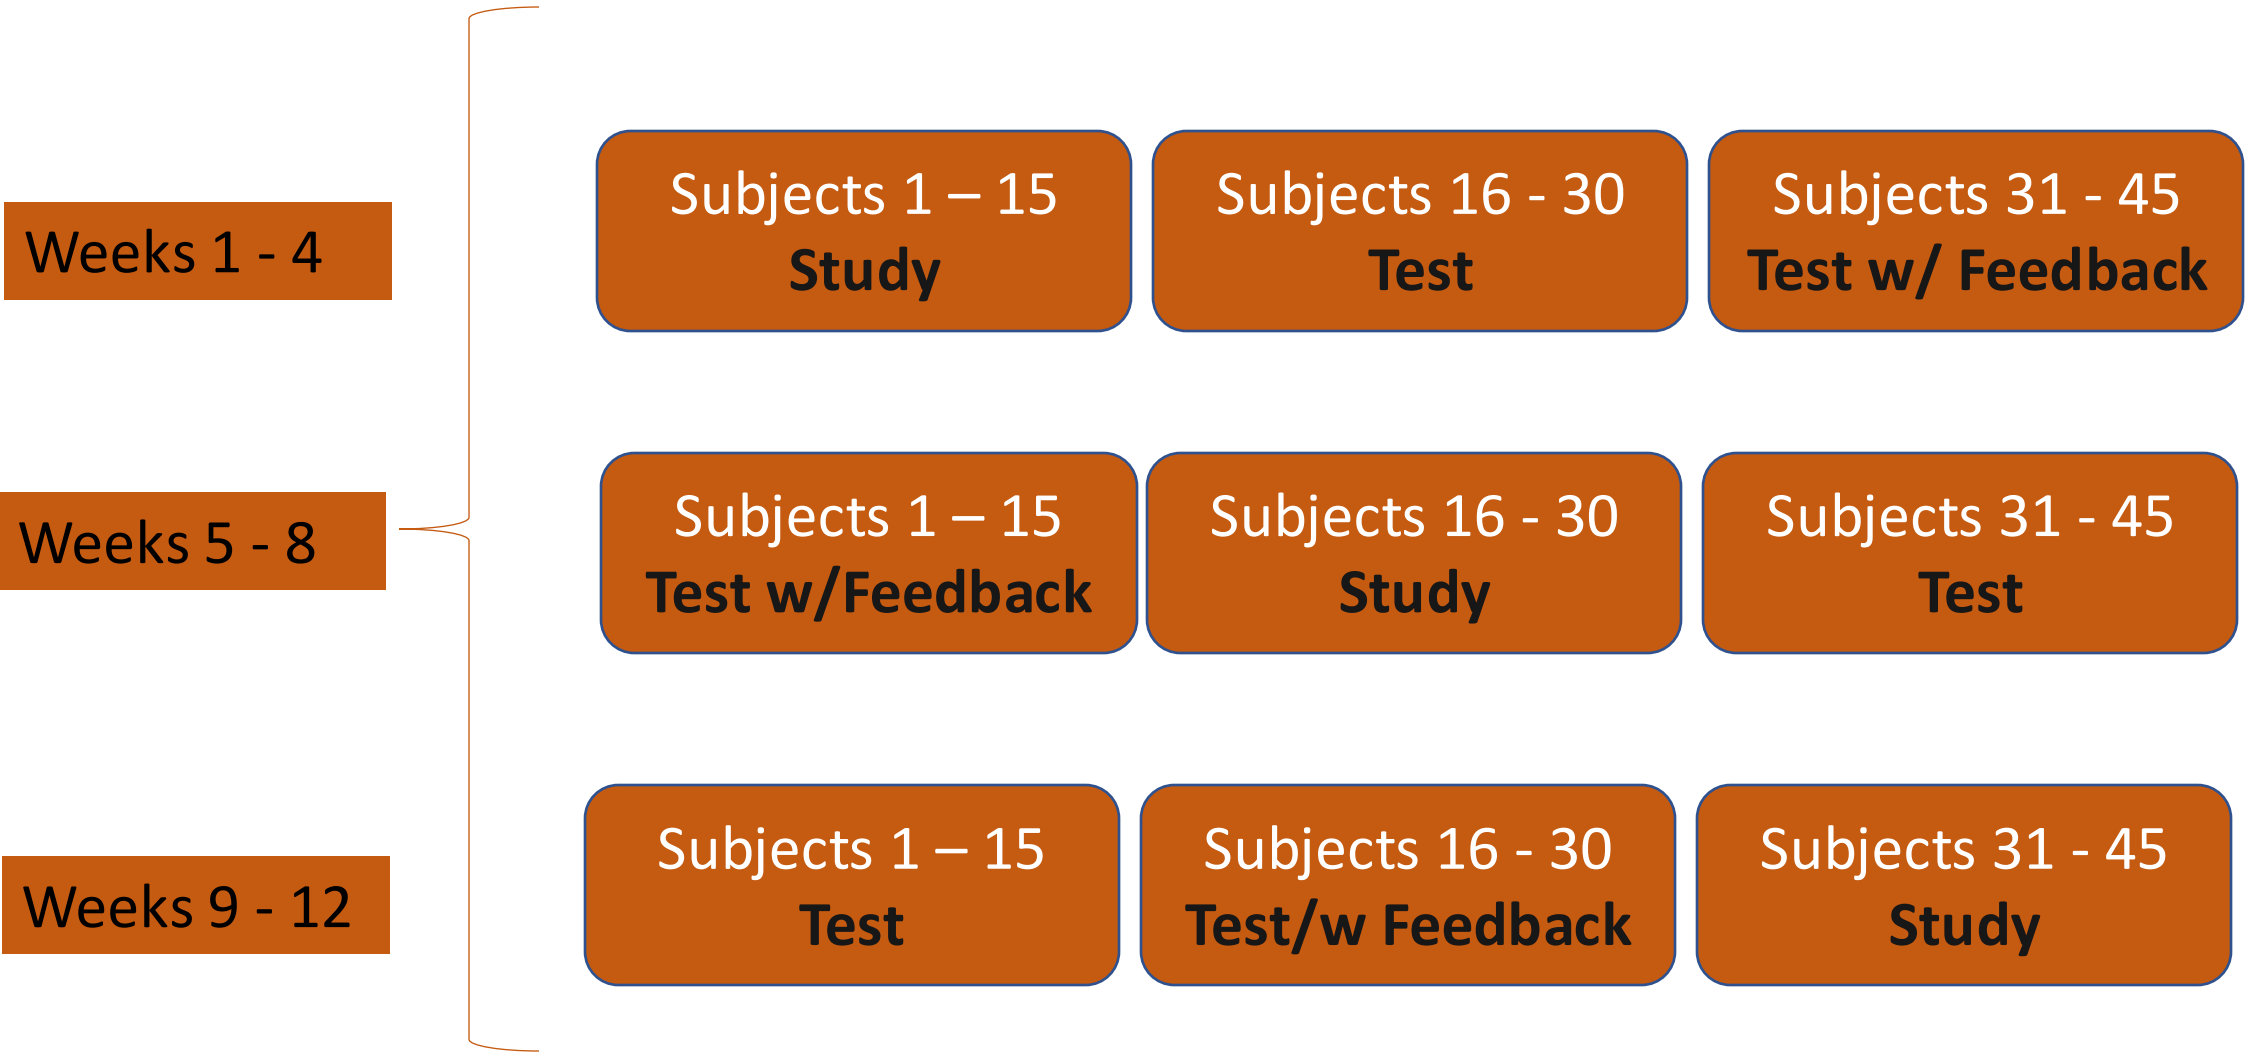 Weeks 1 - 4
Subjects 1 – 15
Study
Subjects 16 - 30
Test
Subjects 31 - 45
Test w/ Feedback
Weeks 5 - 8
Subjects 1 – 15
Test w/Feedback
Subjects 16 - 30
Study
Subjects 31 - 45
Test
Weeks 9 - 12
Subjects 1 – 15
Test
Subjects 16 - 30
Test/w Feedback
Subjects 31 - 45
Study